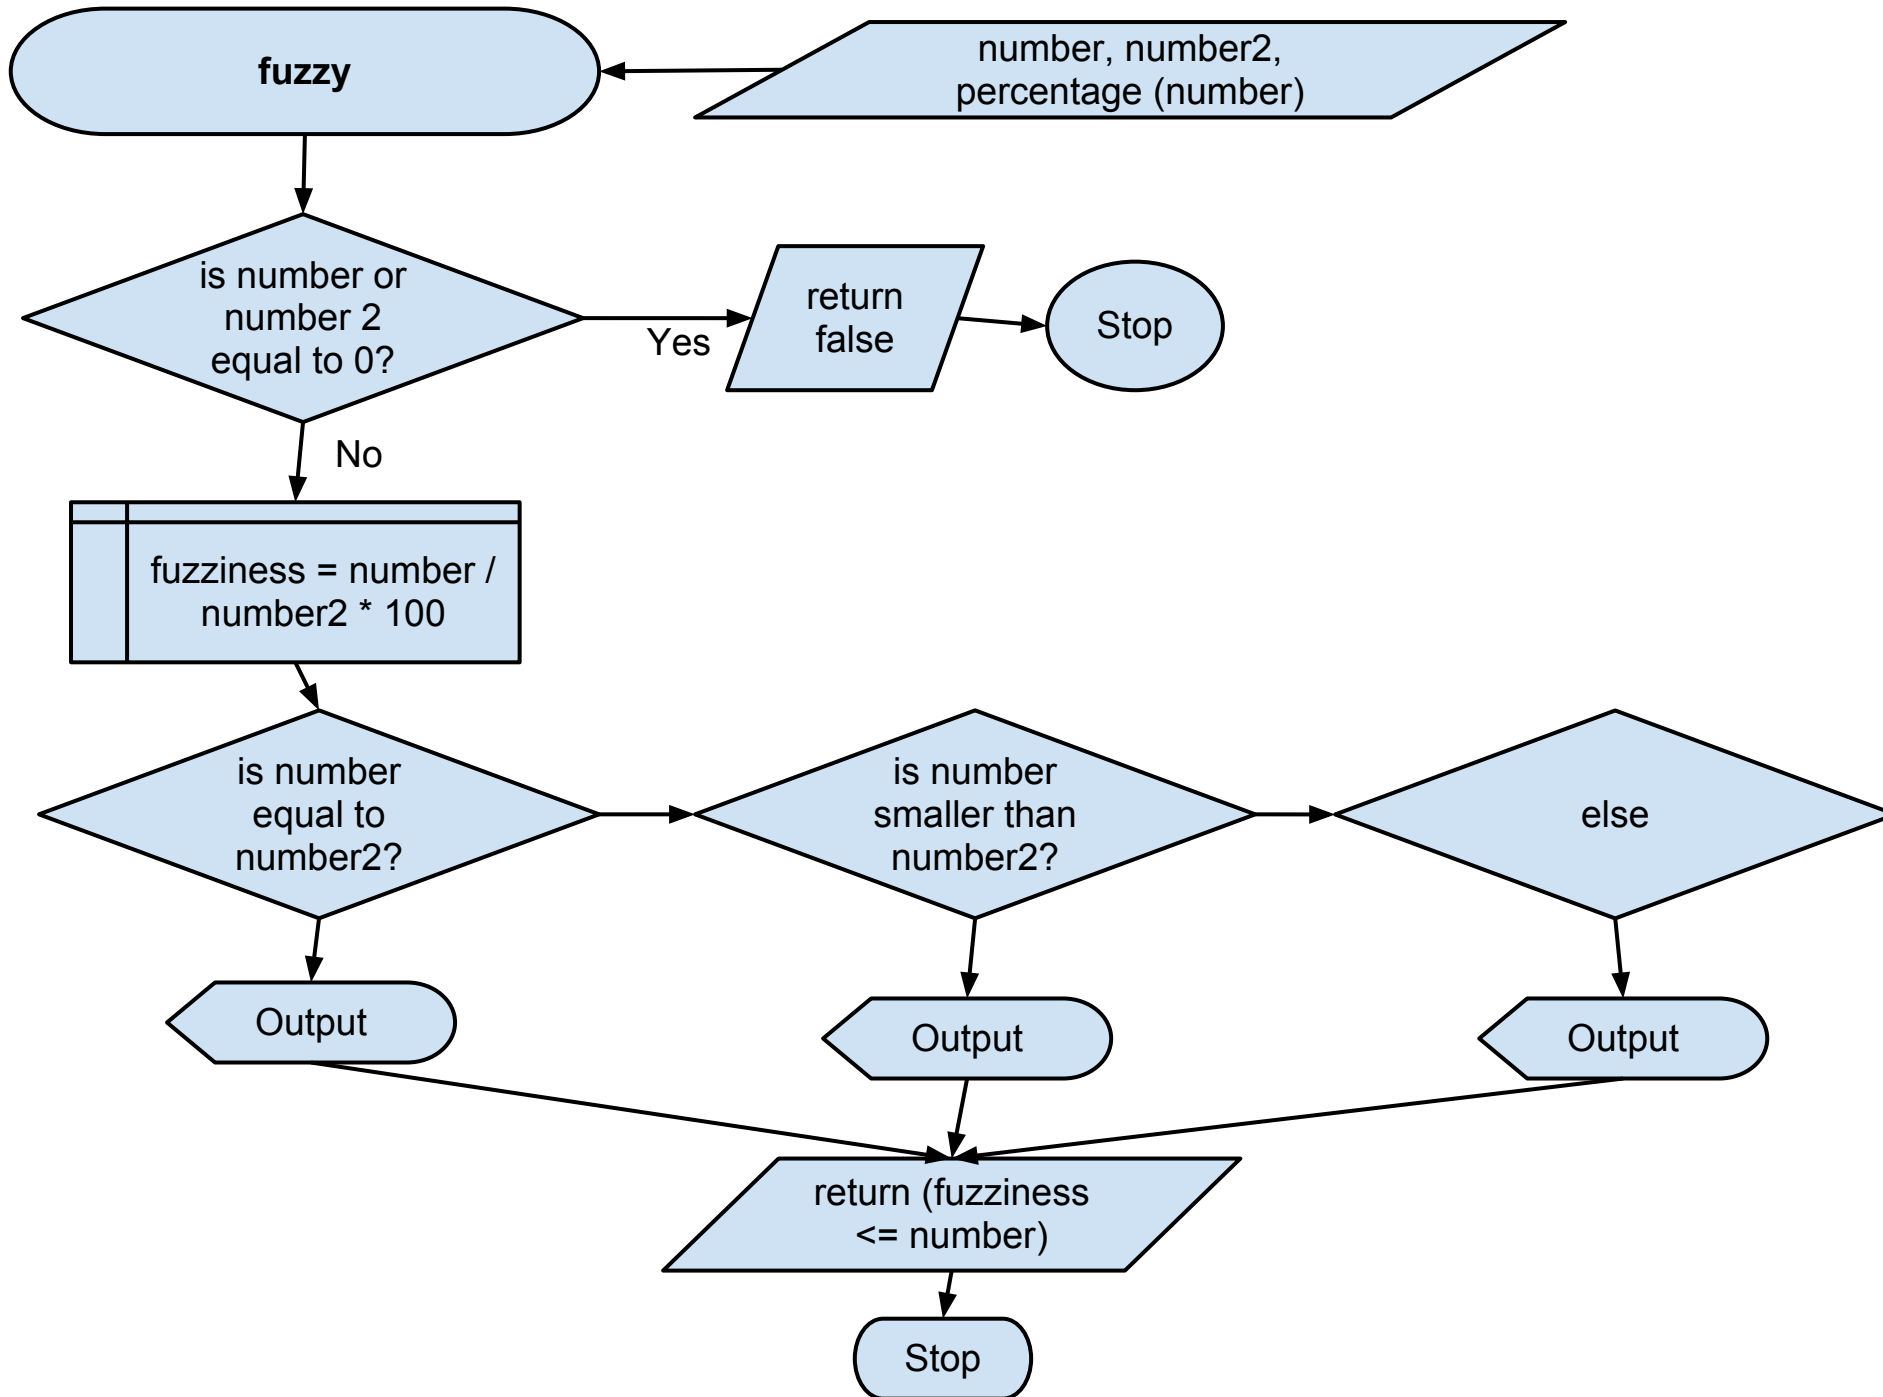 fuzzy
number, number2,
percentage (number)
is number or
number 2
equal to 0?
Yes
return
false
Stop
No
fuzziness = number /
number2 * 100
is number
equal to
number2?
is number
smaller than
number2?
else
Output
Output
Output
return (fuzziness
<= number)
Stop